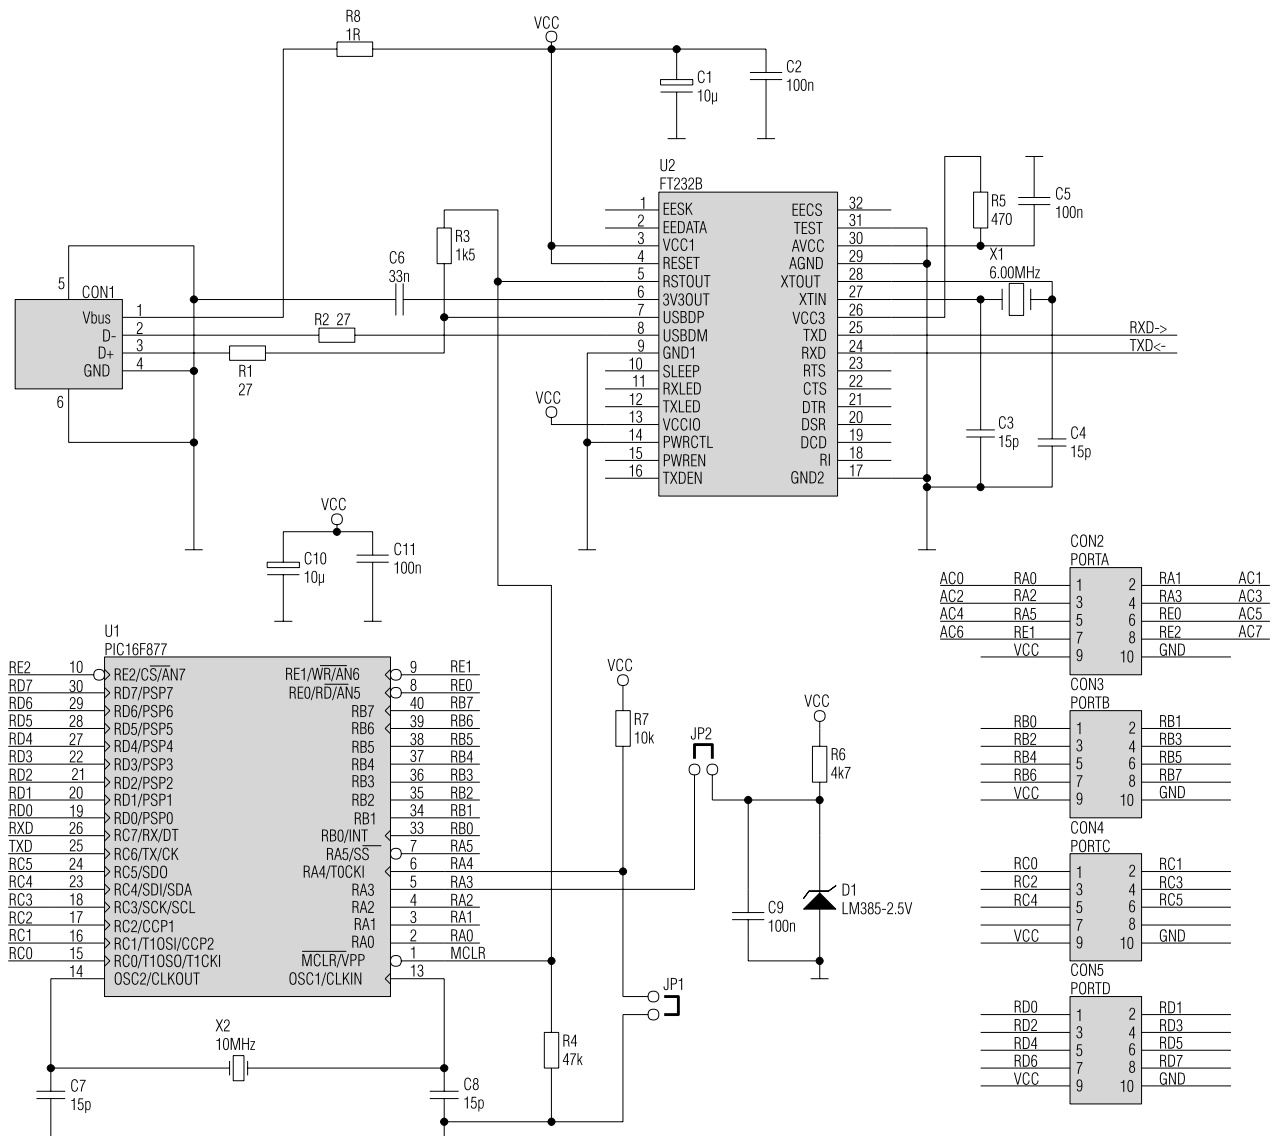 R8
1R
VCC
C1
10µ
C2
100n
U2
FT232B
1 EESK
2 EEDATA
3 VCC1
4 RESET
5 RSTOUT
6 3V3OUT
7 USBDP
8 USBDM
9 GND1
10 SLEEP
11 RXLED
12 TXLED
13 VCCIO
14 PWRCTL
15 PWREN
16 TXDEN
EECS 32
TEST 31
AVCC 30
AGND 29
XTOUT 28
XTIN 27
VCC3 26
TXD 25
RXD 24
RTS 23
CTS 22
DTR 21
DSR 20
DCD 19
RI 18
GND2 17
R5
470
C5
100n
X1
6.00MHz
RXD->
TXD<-
C3
15p
C4
15p
R3
1k5
C6
33n
5
CON1
Vbus 1
D- 2
D+ 3
GND 4
6
R2 27
R1
27
VCC
VCC
C10
10µ
C11
100n
U1
PIC16F877
RE2 10 RE2/CS/AN7
RD7 30 RD7/PSP7
RD6 29 RD6/PSP6
RD5 28 RD5/PSP5
RD4 27 RD4/PSP4
RD3 22 RD3/PSP3
RD2 21 RD2/PSP2
RD1 20 RD1/PSP1
RD0 19 RD0/PSP0
RXD 26 RC7/RX/DT
TXD 25 RC6/TX/CK
RC5 24 RC5/SDO
RC4 23 RC4/SDI/SDA
RC3 18 RC3/SCK/SCL
RC2 17 RC2/CCP1
RC1 16 RC1/T1OSI/CCP2
RC0 15 RC0/T1OSO/T1CKI
14 OSC2/CLKOUT
RE1/WR/AN6 9 RE1
RE0/RD/AN5 8 RE0
RB7 40 RB7
RB6 39 RB6
RB5 38 RB5
RB4 37 RB4
RB3 36 RB3
RB2 35 RB2
RB1 34 RB1
RB0/INT 33 RB0
RA5/SS 7 RA5
RA4/T0CKI 6 RA4
RA3 5 RA3
RA2 4 RA2
RA1 3 RA1
RA0 2 RA0
MCLR/VPP 1 MCLR
OSC1/CLKIN 13
X2
10MHz
C7
15p
C8
15p
R4
47k
VCC
R7
10k
JP2
VCC
R6
4k7
C9
100n
D1
LM385-2.5V
JP1
CON2
PORTA
AC0 RA0 1 2 RA1 AC1
AC2 RA2 3 4 RA3 AC3
AC4 RA5 5 6 RE0 AC5
AC6 RE1 7 8 RE2 AC7
VCC 9 10 GND
CON3
PORTB
RB0 1 2 RB1
RB2 3 4 RB3
RB4 5 6 RB5
RB6 7 8 RB7
VCC 9 10 GND
CON4
PORTC
RC0 1 2 RC1
RC2 3 4 RC3
RC4 5 6 RC5
7 8
VCC 9 10 GND
CON5
PORTD
RD0 1 2 RD1
RD2 3 4 RD3
RD4 5 6 RD5
RD6 7 8 RD7
VCC 9 10 GND